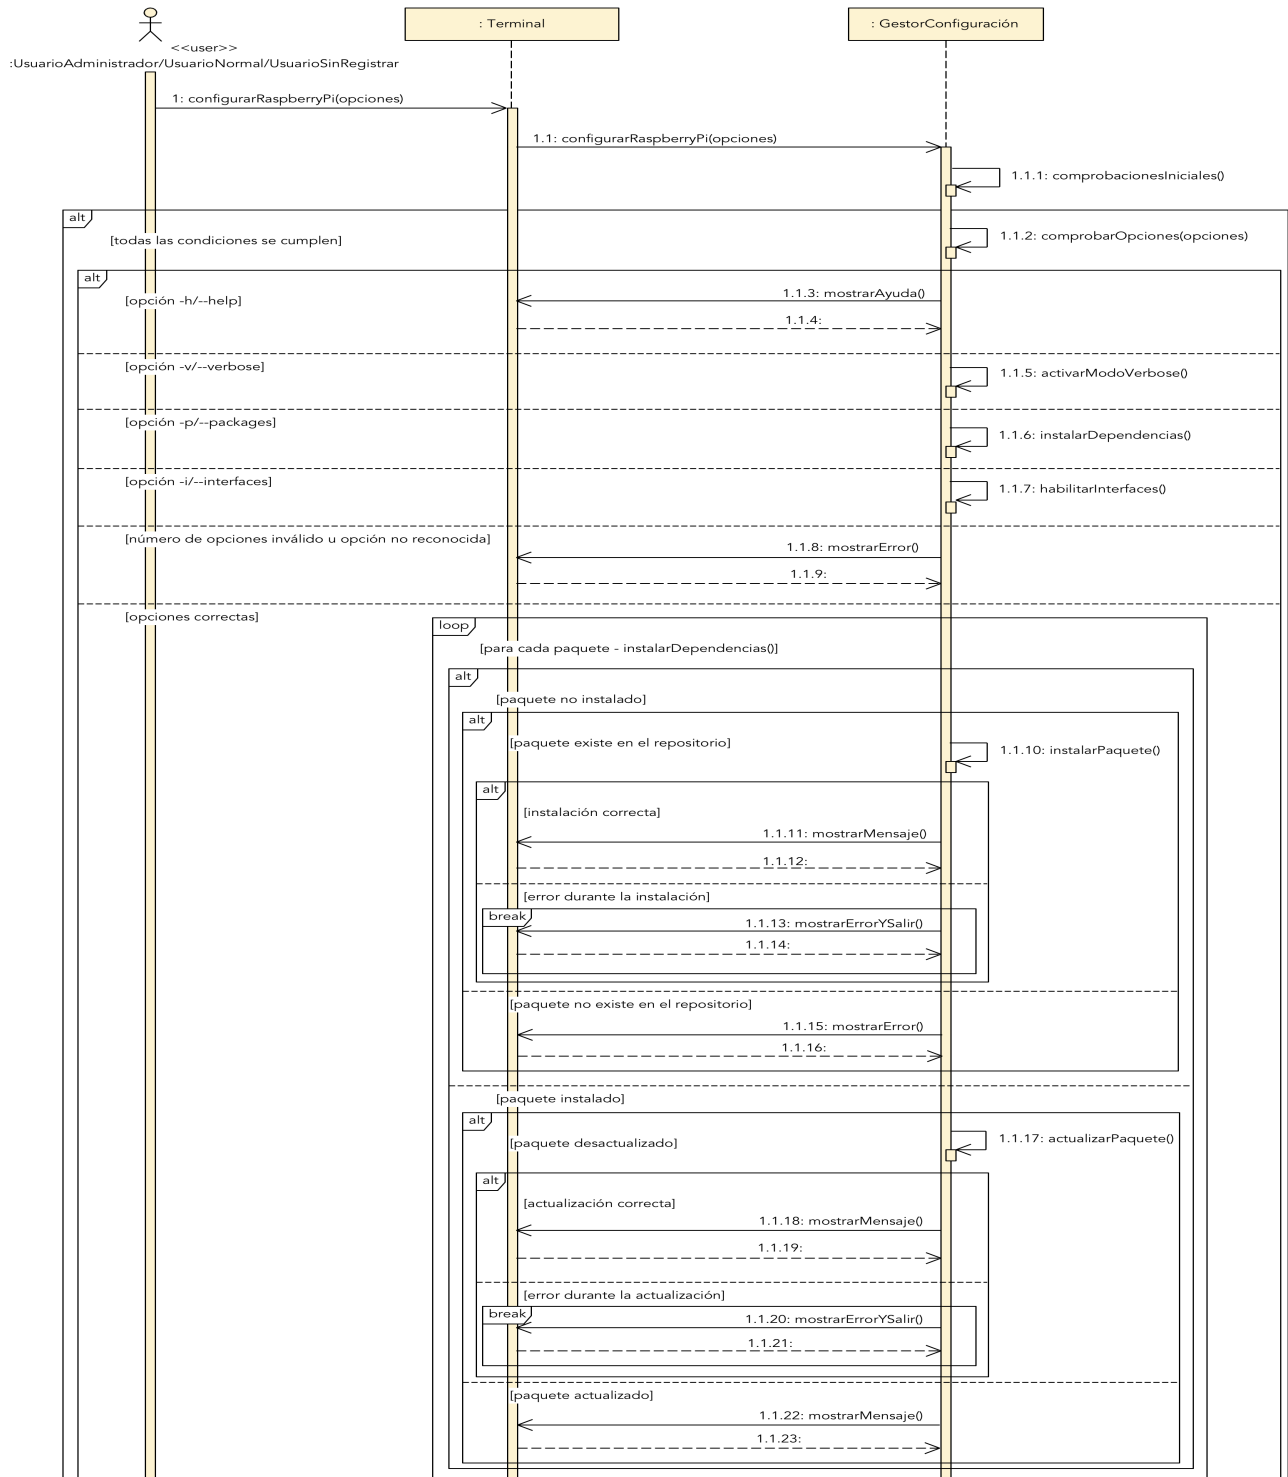 : Terminal
: GestorConfiguración
<<user>>
:UsuarioAdministrador/UsuarioNormal/UsuarioSinRegistrar
1: configurarRaspberryPi(opciones)
1.1: configurarRaspberryPi(opciones)
1.1.1: comprobacionesIniciales()
alt
[todas las condiciones se cumplen]
1.1.2: comprobarOpciones(opciones)
alt
[opción -h/--help]
1.1.3: mostrarAyuda()
1.1.4:
[opción -v/--verbose]
1.1.5: activarModoVerbose()
[opción -p/--packages]
1.1.6: instalarDependencias()
[opción -i/--interfaces]
1.1.7: habilitarInterfaces()
[número de opciones inválido u opción no reconocida]
1.1.8: mostrarError()
1.1.9:
[opciones correctas]
loop
[para cada paquete - instalarDependencias()]
alt
[paquete no instalado]
alt
[paquete existe en el repositorio]
1.1.10: instalarPaquete()
alt
[instalación correcta]
1.1.11: mostrarMensaje()
1.1.12:
[error durante la instalación]
break
1.1.13: mostrarErrorYSalir()
1.1.14:
[paquete no existe en el repositorio]
1.1.15: mostrarError()
1.1.16:
[paquete instalado]
alt
[paquete desactualizado]
1.1.17: actualizarPaquete()
alt
[actualización correcta]
1.1.18: mostrarMensaje()
1.1.19:
[error durante la actualización]
break
1.1.20: mostrarErrorYSalir()
1.1.21:
[paquete actualizado]
1.1.22: mostrarMensaje()
1.1.23: